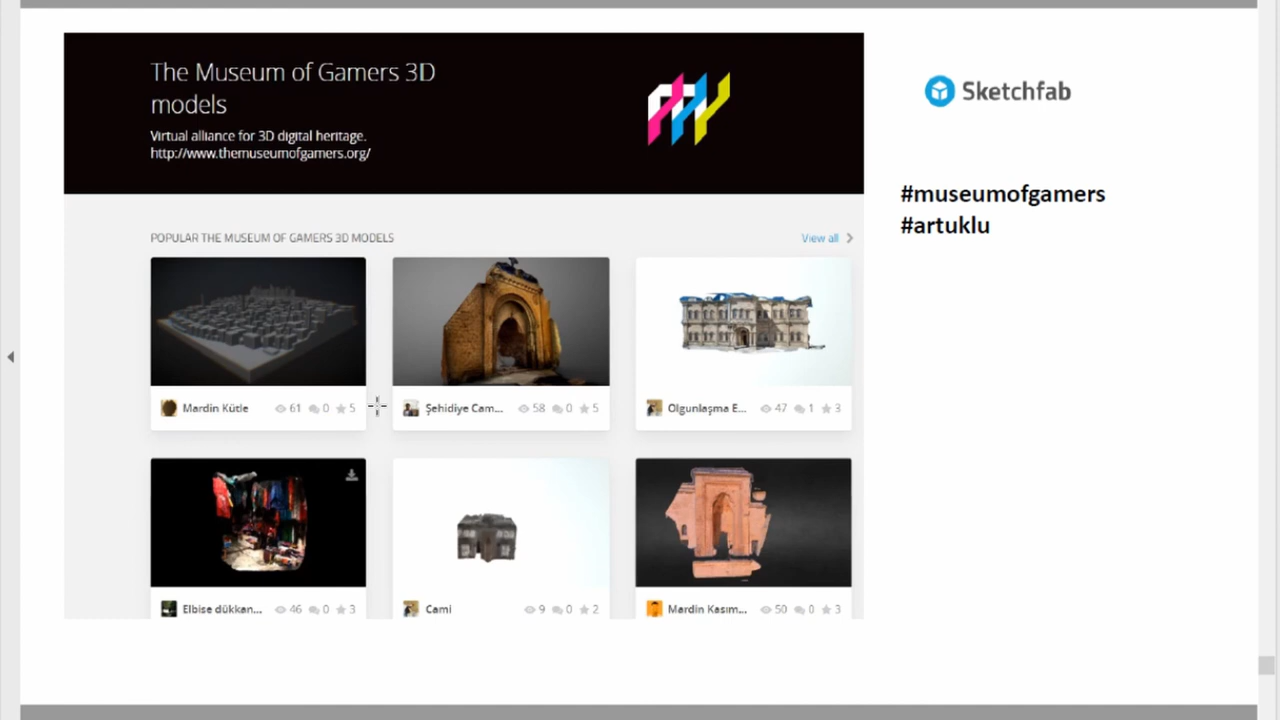 The Museum of Gamers 3D
models
Virtual alliance for 3D digital heritage.
http://www.themuseumofgamers.org/
Sketchfab
#museumofgamers
#artuklu
POPULAR THE MUSEUM OF GAMERS 3D MODELS
View all
Mardin Kütle 61 0 5
Şehidiye Cam... 58 0 5
Olgunlaşma E... 47 1 3
Elbise dükkan... 46 0 3
Cami 9 0 2
Mardin Kasım... 50 0 3